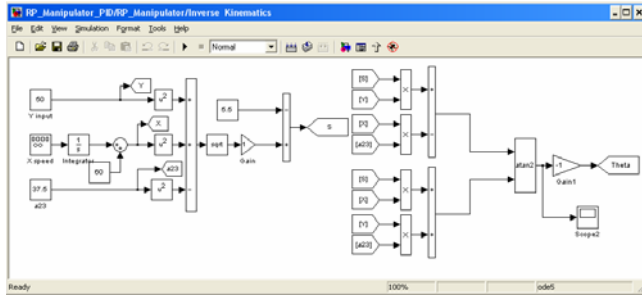 RP_Manipulator_PID/RP_Manipulator/Inverse Kinematics
File Edit View Simulation Format Tools Help
Normal
60
Y input
Y
u²
X speed
1
s
Integrator
X
u²
60
37.5
a23
a23
u²
sqrt
Gain
5.5
S
[S]
[Y]
[X]
[a23]
[S]
[X]
[Y]
[a23]
atan2
-1
Gain1
Theta
Scope2
Ready
100%
ode5